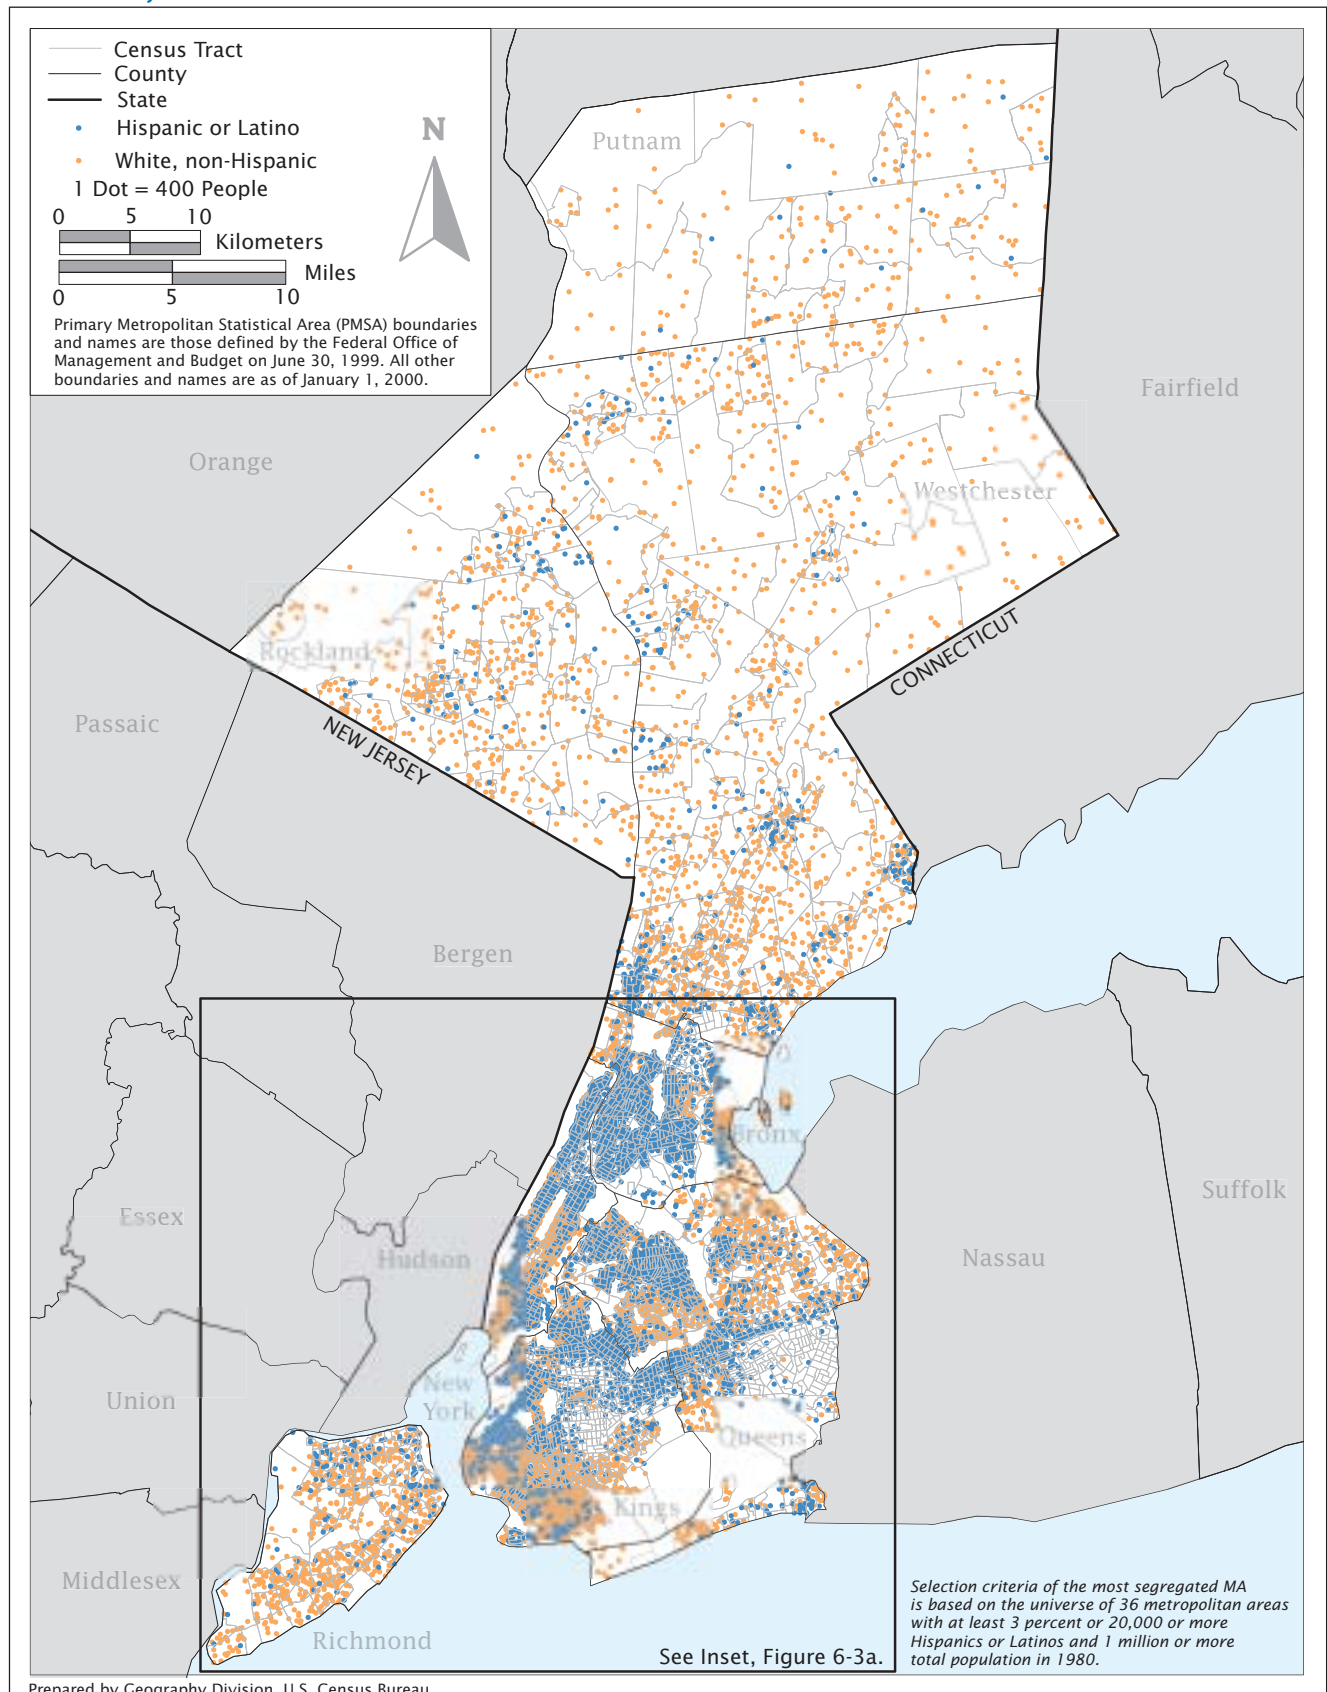 Census Tract
County
State
Hispanic or Latino
White, non-Hispanic
1 Dot = 400 People
0 5 10
Kilometers
Miles
0 5 10
Primary Metropolitan Statistical Area (PMSA) boundaries
and names are those defined by the Federal Office of
Management and Budget on June 30, 1999. All other
boundaries and names are as of January 1, 2000.
N
Putnam
Fairfield
Orange
Westchester
Rockland
CONNECTICUT
Passaic
NEW JERSEY
Bergen
Bronx
Suffolk
Essex
Nassau
Hudson
New
York
Union
Queens
Kings
Middlesex
Richmond
See Inset, Figure 6-3a.
Selection criteria of the most segregated MA
is based on the universe of 36 metropolitan areas
with at least 3 percent or 20,000 or more
Hispanics or Latinos and 1 million or more
total population in 1980.
Prepared by Geography Division, U.S. Census Bureau